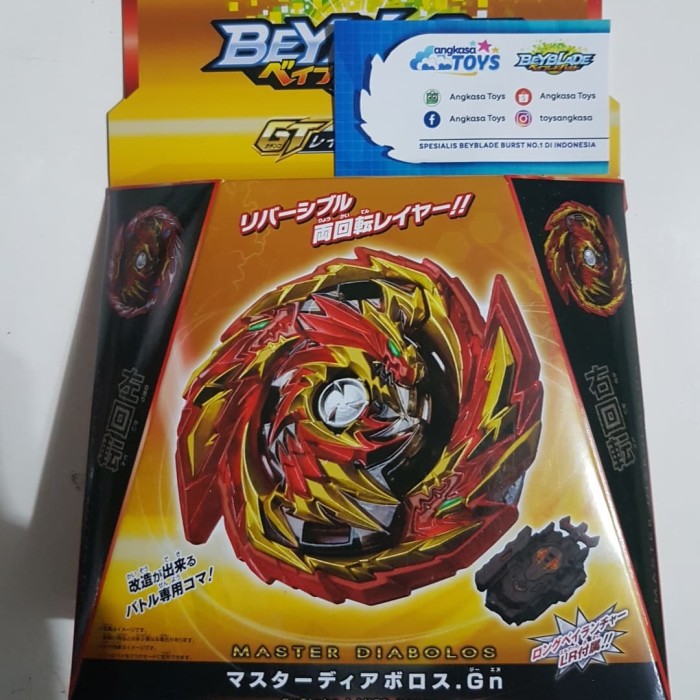 BEYBLADE
angkasa
TOYS
BEYBLADE
Angkasa Toys
Angkasa Toys
Angkasa Toys
toysangkasa
SPESIALIS BEYBLADE BURST NO.1 DI INDONESIA
GT
リバーシブル
両回転レイヤー!!
左回転
右回転
改造が出来る
バトル専用コマ!
ロングベイランチャー
LR付属!!
MASTER DIABOLOS
マスターディアボロス.Gn